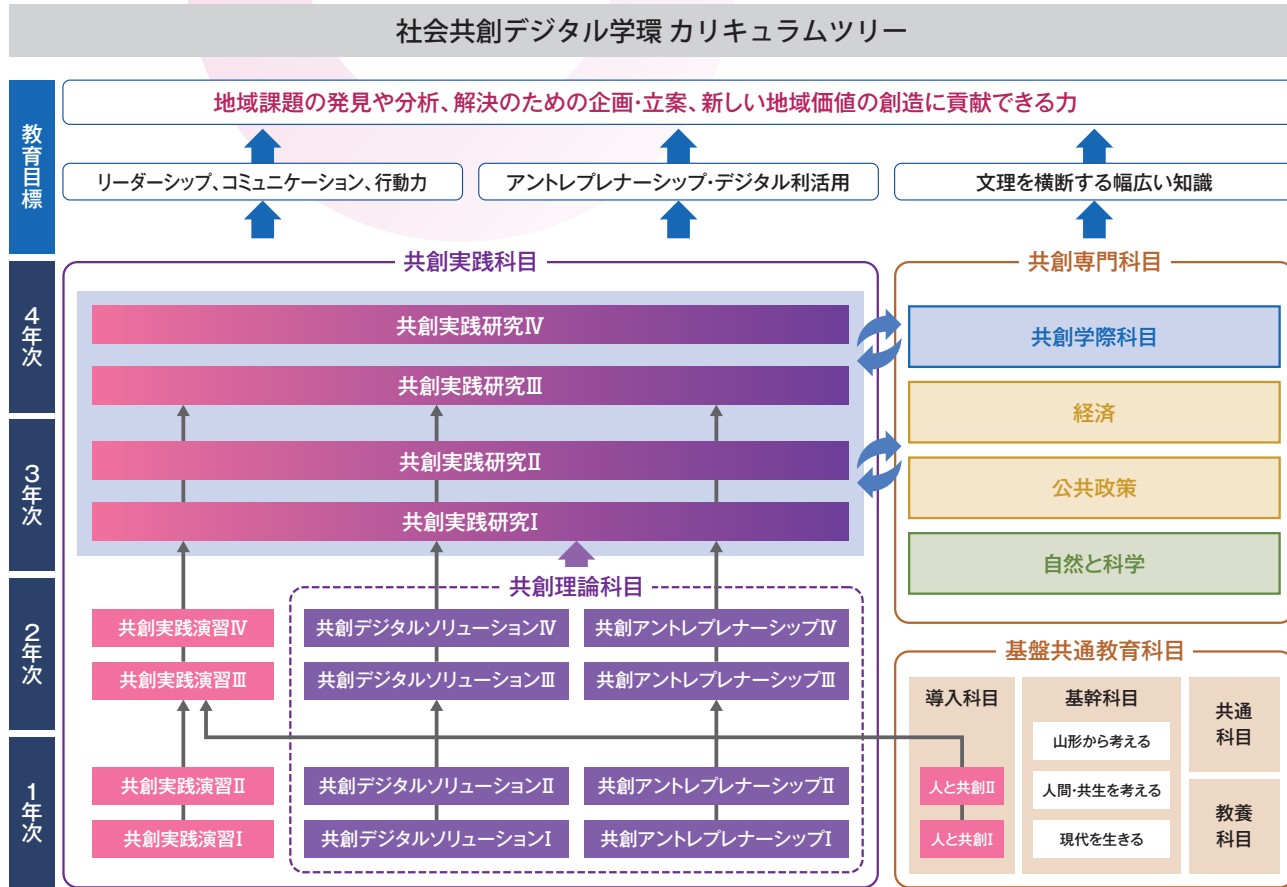 社会共創デジタル学環 カリキュラムツリー
教育目標
地域課題の発見や分析、解決のための企画・立案、新しい地域価値の創造に貢献できる力
リーダーシップ、コミュニケーション、行動力
アントレプレナーシップ・デジタル利活用
文理を横断する幅広い知識
4年次
3年次
2年次
1年次
共創実践科目
共創実践研究Ⅳ
共創実践研究Ⅲ
共創実践研究Ⅱ
共創実践研究Ⅰ
共創理論科目
共創実践演習Ⅳ
共創デジタルソリューションⅣ
共創アントレプレナーシップⅣ
共創実践演習Ⅲ
共創デジタルソリューションⅢ
共創アントレプレナーシップⅢ
共創実践演習Ⅱ
共創デジタルソリューションⅡ
共創アントレプレナーシップⅡ
共創実践演習Ⅰ
共創デジタルソリューションⅠ
共創アントレプレナーシップⅠ
共創専門科目
共創学際科目
経済
公共政策
自然と科学
基盤共通教育科目
導入科目
人と共創Ⅱ
人と共創Ⅰ
基幹科目
山形から考える
人間・共生を考える
現代を生きる
共通
科目
教養
科目